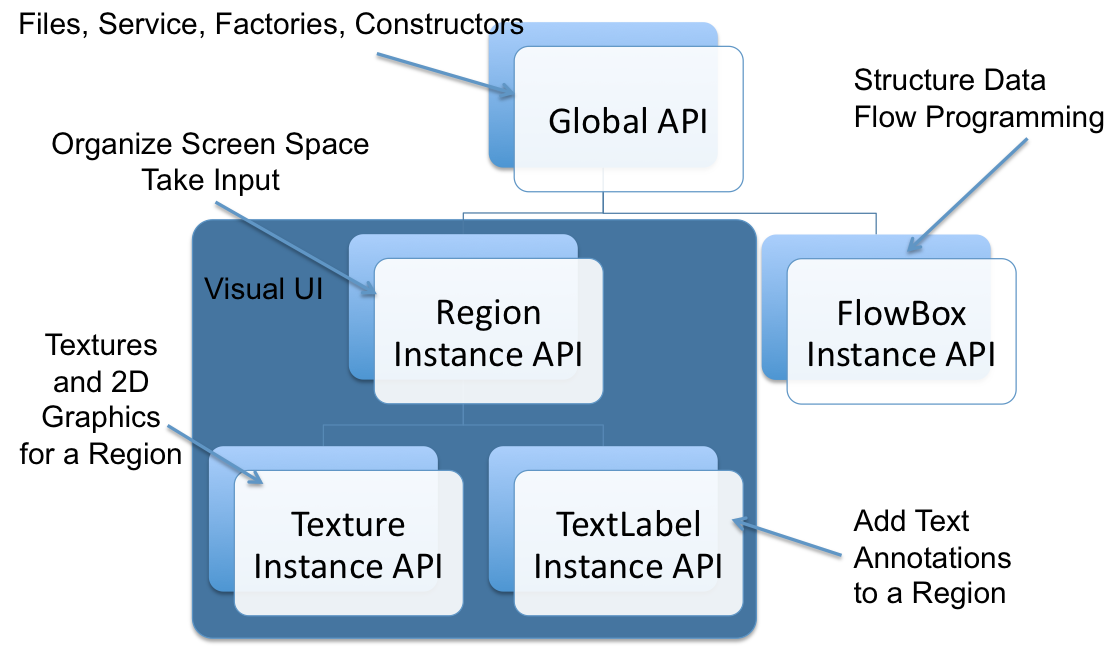 Files, Service, Factories, Constructors
Global API
Structure Data
Flow Programming
Organize Screen Space
Take Input
Visual UI
Region
Instance API
FlowBox
Instance API
Textures
and 2D
Graphics
for a Region
Texture
Instance API
TextLabel
Instance API
Add Text
Annotations
to a Region